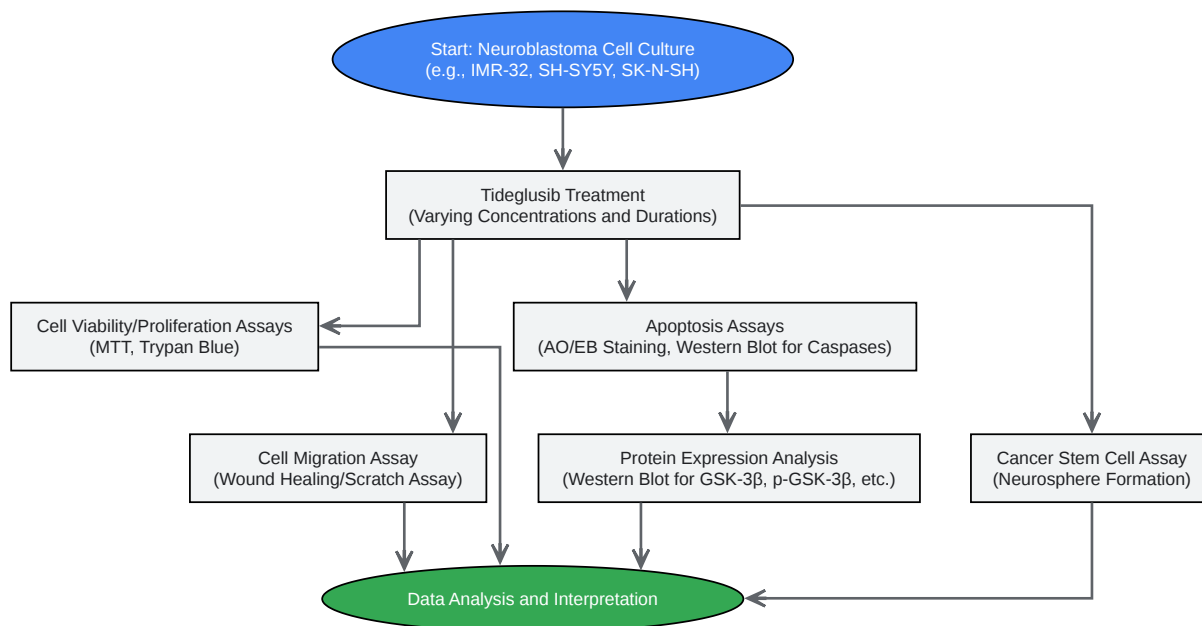 Start: Neuroblastoma Cell Culture
(e.g., IMR-32, SH-SY5Y, SK-N-SH)
Tideglusib Treatment
(Varying Concentrations and Durations)
Cell Viability/Proliferation Assays
(MTT, Trypan Blue)
Apoptosis Assays
(AO/EB Staining, Western Blot for Caspases)
Cell Migration Assay
(Wound Healing/Scratch Assay)
Protein Expression Analysis
(Western Blot for GSK-3β, p-GSK-3β, etc.)
Cancer Stem Cell Assay
(Neurosphere Formation)
Data Analysis and Interpretation